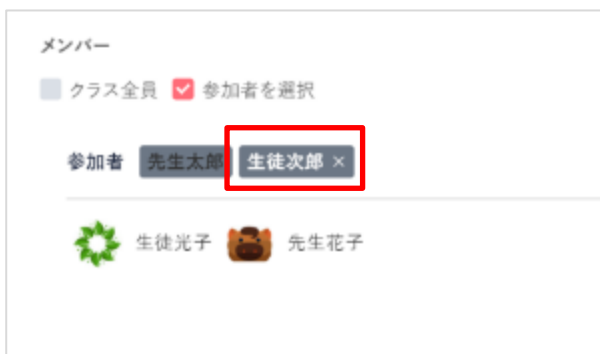 メンバー
クラス全員 参加者を選択
参加者 先生太郎 生徒次郎 ×
生徒光子 先生花子